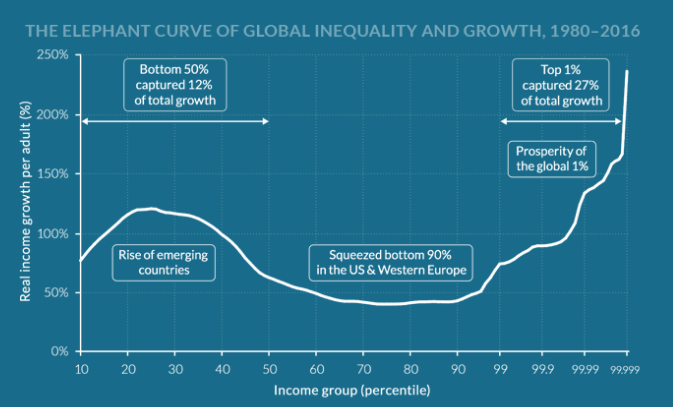 THE ELEPHANT CURVE OF GLOBAL INEQUALITY AND GROWTH, 1980–2016
250%
200%
150%
100%
50%
0%
Real income growth per adult (%)
Bottom 50%
captured 12%
of total growth
Top 1%
captured 27%
of total growth
Prosperity of
the global 1%
Rise of emerging
countries
Squeezed bottom 90%
in the US & Western Europe
10 20 30 40 50 60 70 80 90 99 99.9 99.99 99.999
Income group (percentile)